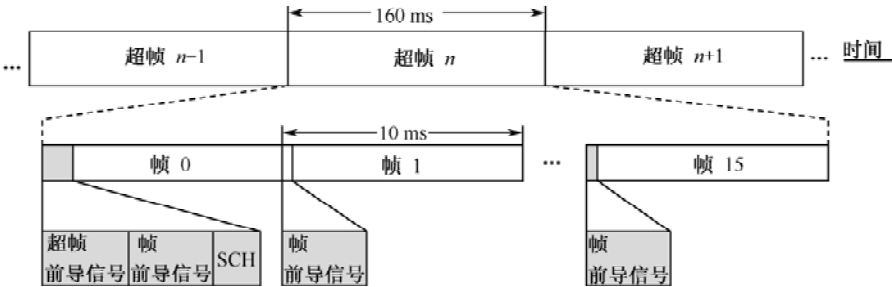 160 ms
... 超帧 n−1 超帧 n 超帧 n+1 ... 时间
10 ms
帧 0 帧 1 ... 帧 15
超帧 帧 SCH 帧 帧
前导信号 前导信号 前导信号 前导信号